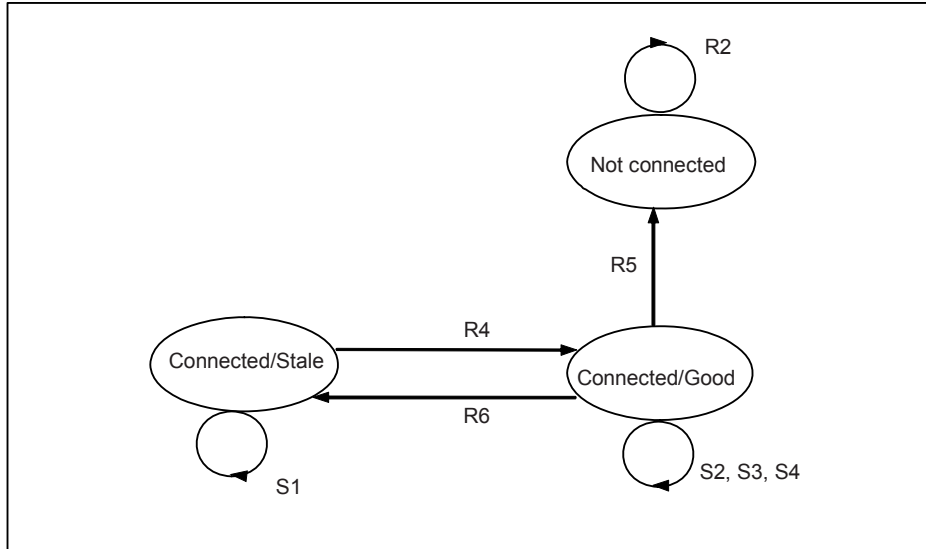 R2
Not connected
R5
R4
Connected/Stale
Connected/Good
R6
S1
S2, S3, S4